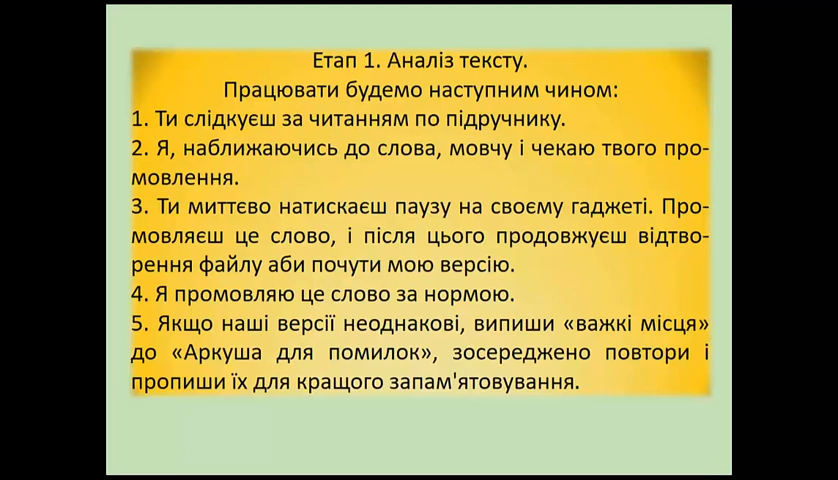 Етап 1. Аналіз тексту.
Працювати будемо наступним чином:
1. Ти слідкуєш за читанням по підручнику.
2. Я, наближаючись до слова, мовчу і чекаю твого про-
мовлення.
3. Ти миттєво натискаєш паузу на своєму гаджеті. Про-
мовляєш це слово, і після цього продовжуєш відтво-
рення файлу аби почути мою версію.
4. Я промовляю це слово за нормою.
5. Якщо наші версії неоднакові, випиши «важкі місця»
до «Аркуша для помилок», зосереджено повтори і
пропиши їх для кращого запам'ятовування.